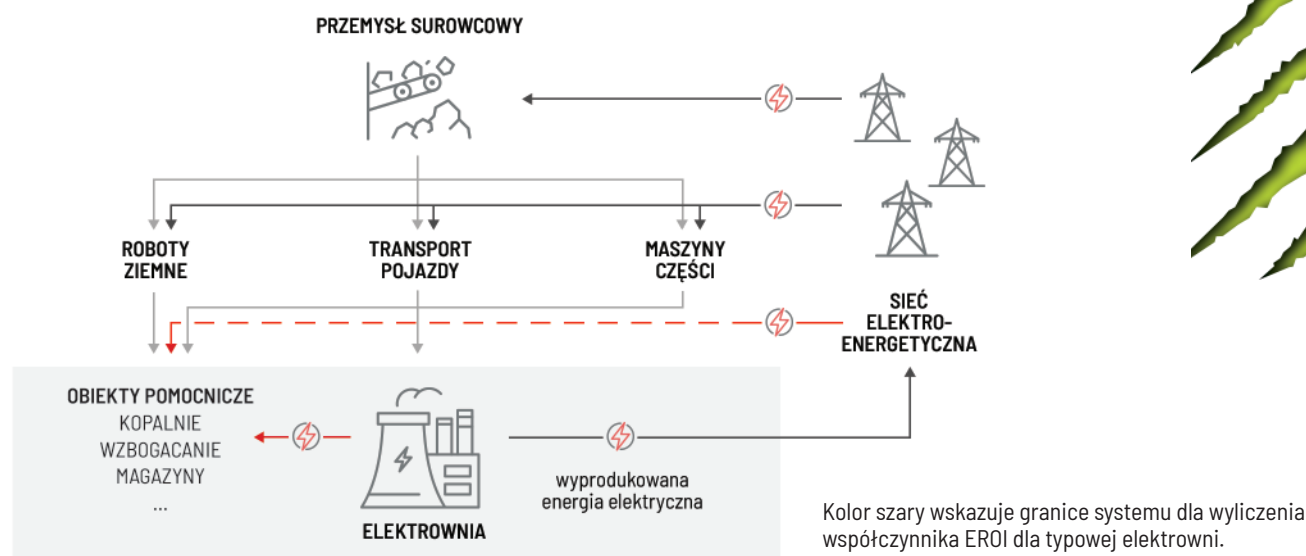 PRZEMYSŁ SUROWCOWY
ROBOTY
ZIEMNE
TRANSPORT
POJAZDY
MASZYNY
CZĘŚCI
SIEĆ
ELEKTRO-
ENERGETYCZNA
OBIEKTY POMOCNICZE
KOPALNIE
WZBOGACANIE
MAGAZYNY
...
ELEKTROWNIA
wyprodukowana
energia elektryczna
Kolor szary wskazuje granice systemu dla wyliczenia
współczynnika EROI dla typowej elektrowni.